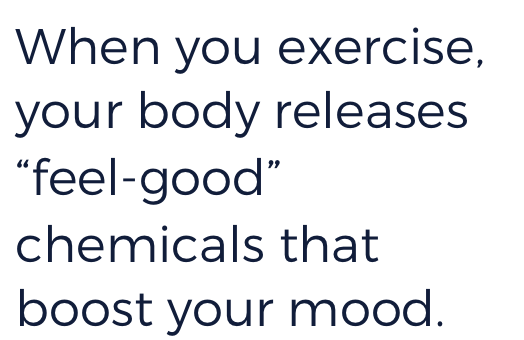 When you exercise,
your body releases
“feel-good”
chemicals that
boost your mood.